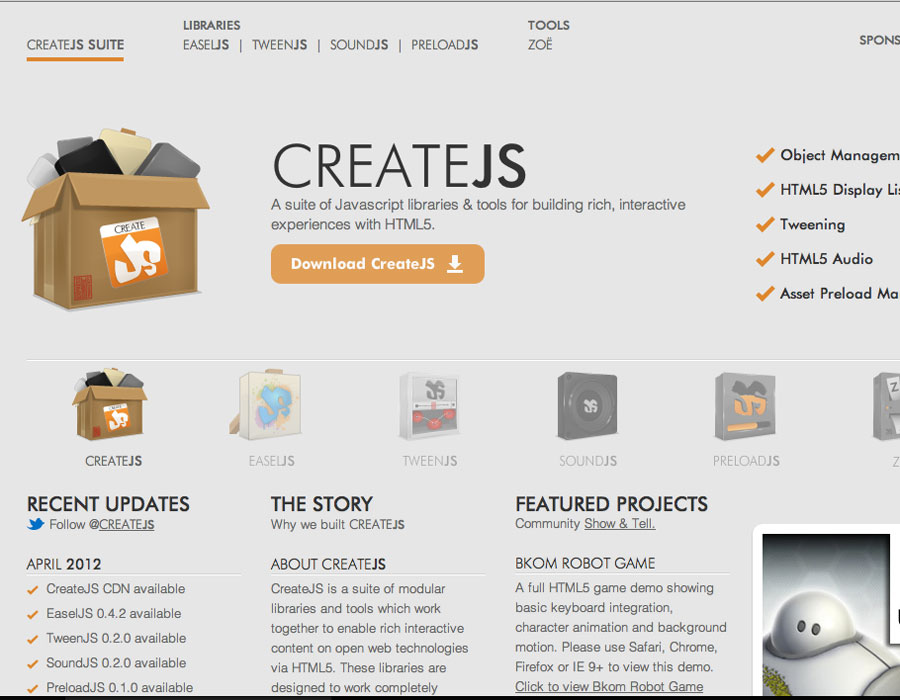 LIBRARIES
TOOLS
CREATEJS SUITE
EASELJS | TWEENJS | SOUNDJS | PRELOADJS
ZOË
SPONS
CREATE
JS
CREATEJS
A suite of Javascript libraries & tools for building rich, interactive
experiences with HTML5.
Download CreateJS
Object Managem
HTML5 Display Lis
Tweening
HTML5 Audio
Asset Preload Ma
CREATEJS
EASELJS
TWEENJS
SOUNDJS
PRELOADJS
Z
RECENT UPDATES
Follow @CREATEJS
APRIL 2012
CreateJS CDN available
EaselJS 0.4.2 available
TweenJS 0.2.0 available
SoundJS 0.2.0 available
PreloadJS 0.1.0 available
THE STORY
Why we built CREATEJS
ABOUT CREATEJS
CreateJS is a suite of modular
libraries and tools which work
together to enable rich interactive
content on open web technologies
via HTML5. These libraries are
designed to work completely
FEATURED PROJECTS
Community Show & Tell.
BKOM ROBOT GAME
A full HTML5 game demo showing
basic keyboard integration,
character animation and background
motion. Please use Safari, Chrome,
Firefox or IE 9+ to view this demo.
Click to view Bkom Robot Game